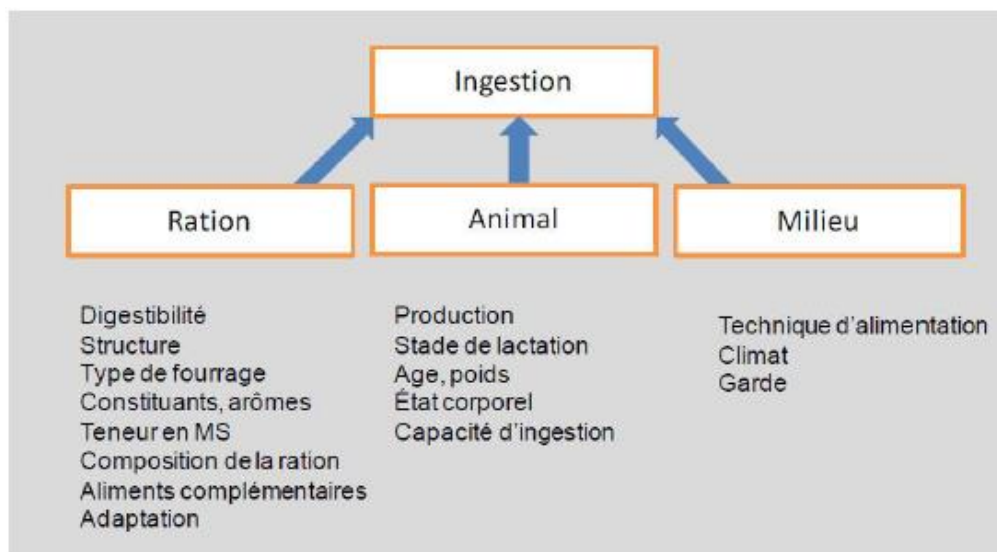 Ingestion
Ration
Animal
Milieu
Digestibilité
Structure
Type de fourrage
Constituants, arômes
Teneur en MS
Composition de la ration
Aliments complémentaires
Adaptation
Production
Stade de lactation
Age, poids
État corporel
Capacité d'ingestion
Technique d'alimentation
Climat
Garde